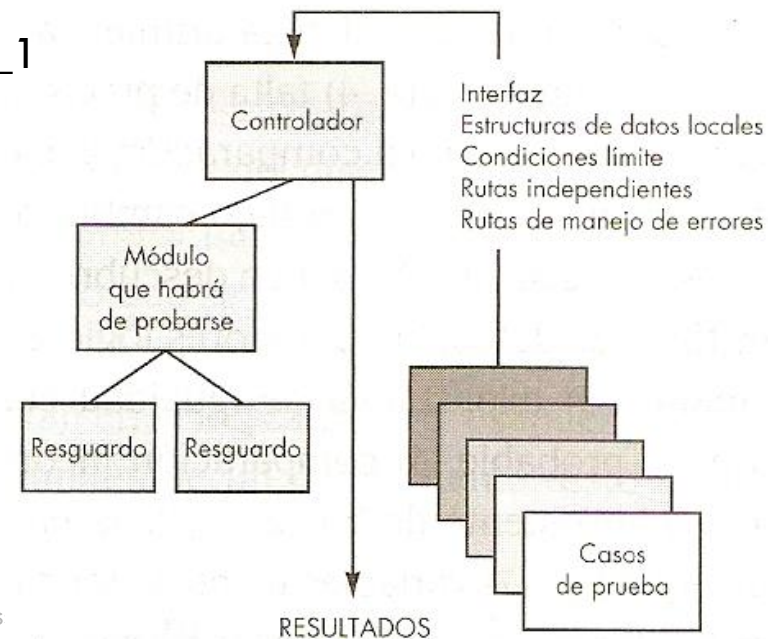 _1
Controlador
Interfaz
Estructuras de datos locales
Condiciones límite
Rutas independientes
Rutas de manejo de errores
Módulo
que habrá
de probarse
Resguardo
Resguardo
Casos
de prueba
RESULTADOS
s